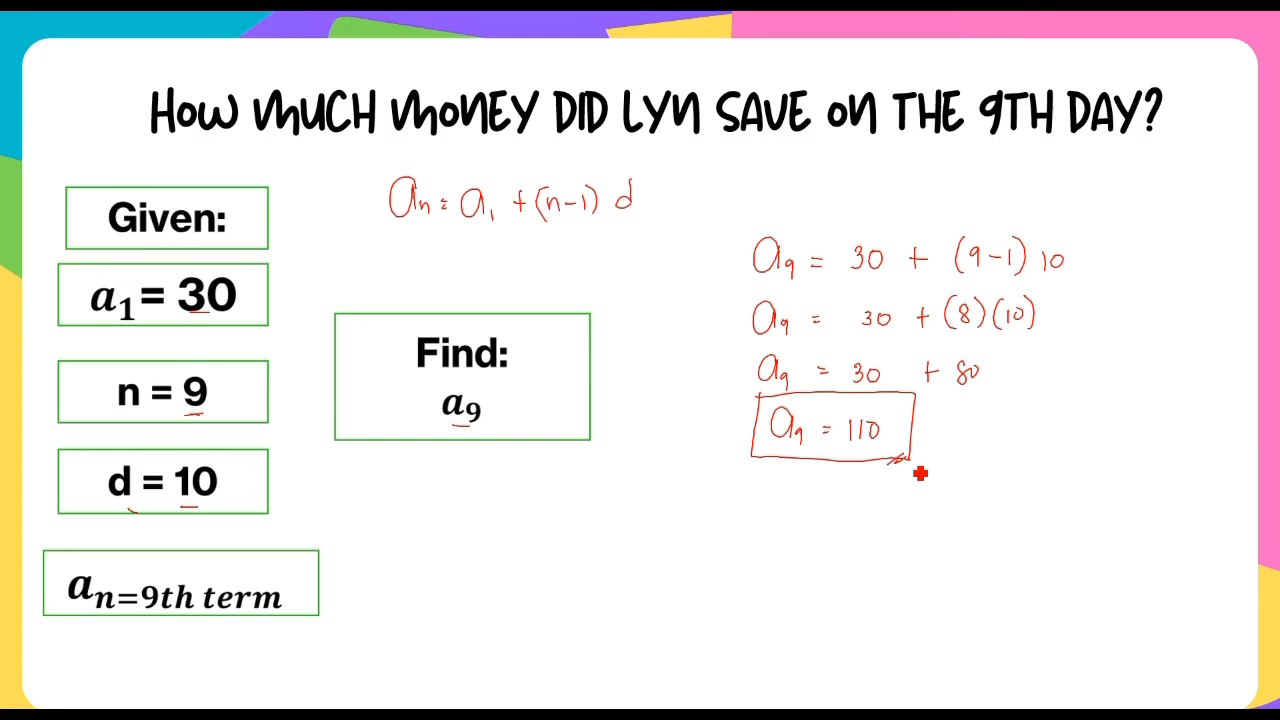 HOW MUCH MONEY DID LYN SAVE ON THE 9TH DAY?
Given:
a₁ = 30
n = 9
d = 10
aₙ₌₉th term
aₙ = a₁ + (n-1) d
Find:
a₉
a₉ = 30 + (9-1) 10
a₉ = 30 + (8)(10)
a₉ = 30 + 80
a₉ = 110